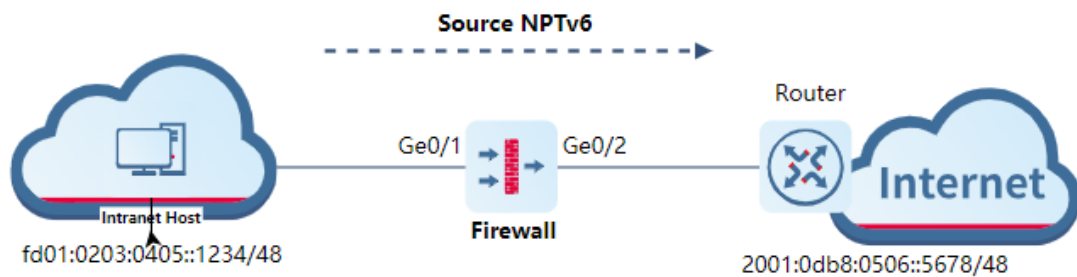 Source NPTv6
Router
Ge0/1
Ge0/2
Internet
Intranet Host
Firewall
fd01:0203:0405::1234/48
2001:0db8:0506::5678/48